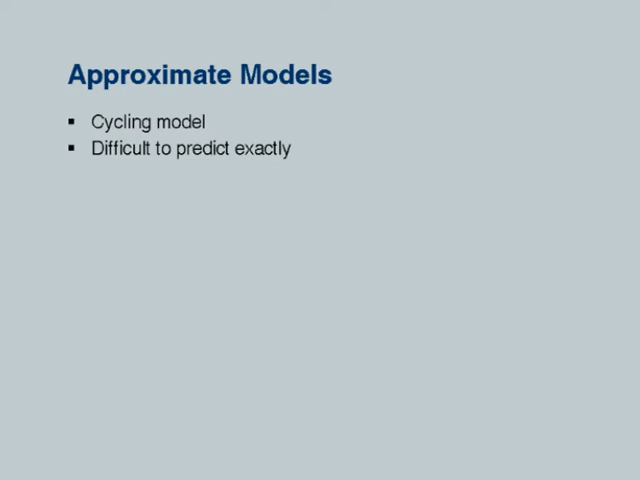 Approximate Models
▪ Cycling model
▪ Difficult to predict exactly